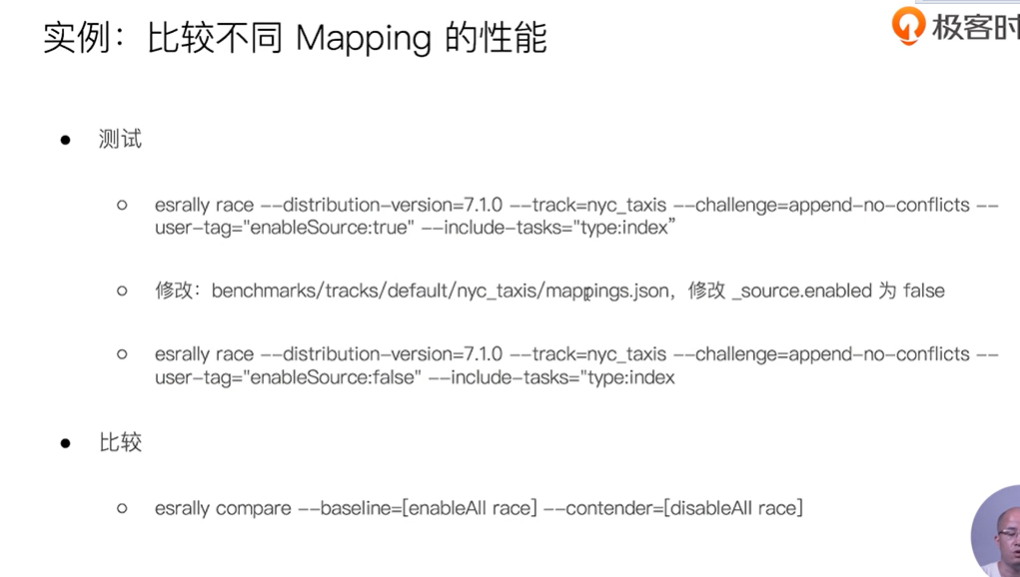 实例：比较不同 Mapping 的性能
极客时
● 测试
○ esrally race --distribution-version=7.1.0 --track=nyc_taxis --challenge=append-no-conflicts --
user-tag="enableSource:true" --include-tasks="type:index”
○ 修改：benchmarks/tracks/default/nyc_taxis/mappings.json，修改 _source.enabled 为 false
○ esrally race --distribution-version=7.1.0 --track=nyc_taxis --challenge=append-no-conflicts --
user-tag="enableSource:false" --include-tasks="type:index
● 比较
○ esrally compare --baseline=[enableAll race] --contender=[disableAll race]